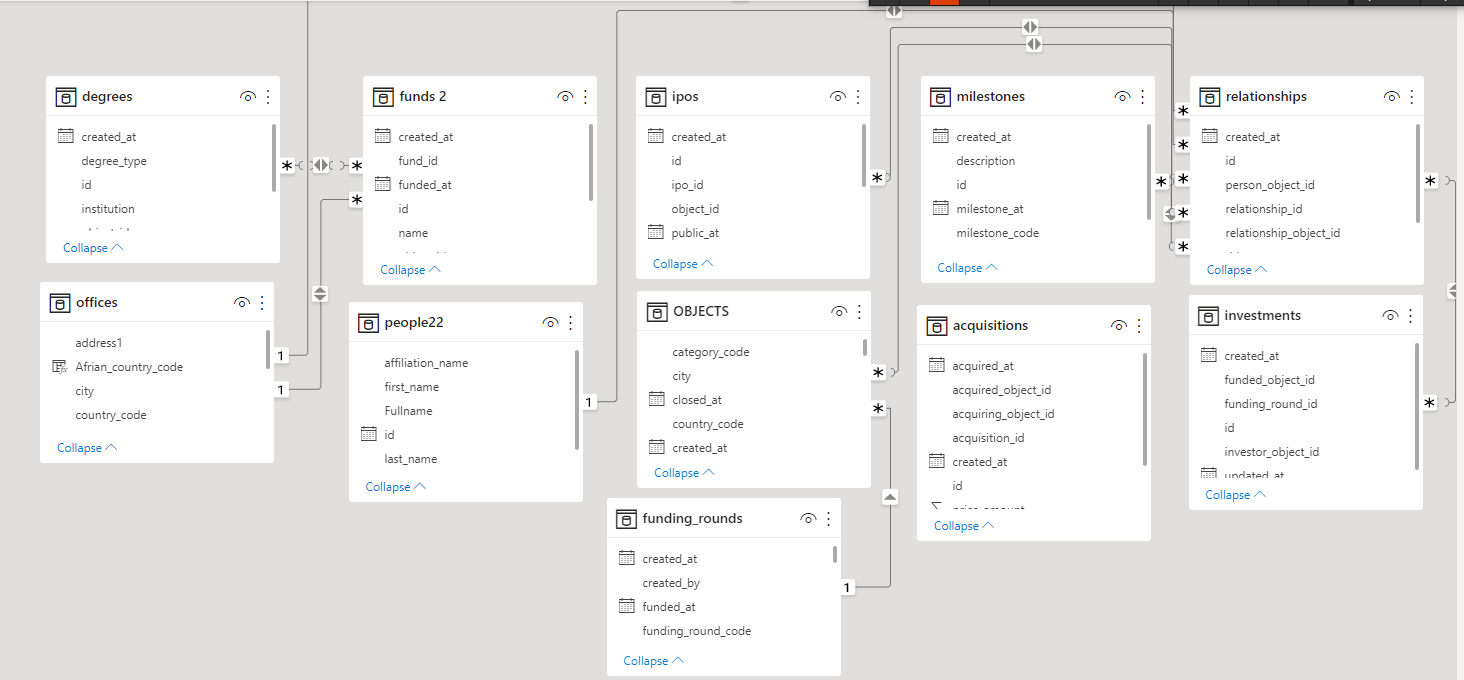 degrees
created_at
degree_type
id
institution
Collapse
funds 2
created_at
fund_id
funded_at
id
name
Collapse
ipos
created_at
id
ipo_id
object_id
public_at
Collapse
milestones
created_at
description
id
milestone_at
milestone_code
Collapse
relationships
created_at
id
person_object_id
relationship_id
relationship_object_id
Collapse
offices
address1
Afrian_country_code
city
country_code
Collapse
people22
affiliation_name
first_name
Fullname
id
last_name
Collapse
OBJECTS
category_code
city
closed_at
country_code
created_at
Collapse
acquisitions
acquired_at
acquired_object_id
acquiring_object_id
acquisition_id
created_at
id
price_amount
Collapse
investments
created_at
funded_object_id
funding_round_id
id
investor_object_id
updated_at
Collapse
funding_rounds
created_at
created_by
funded_at
funding_round_code
Collapse
*
*
*
1
1
1
*
*
*
1
*
*
*
*
*
*
*
*